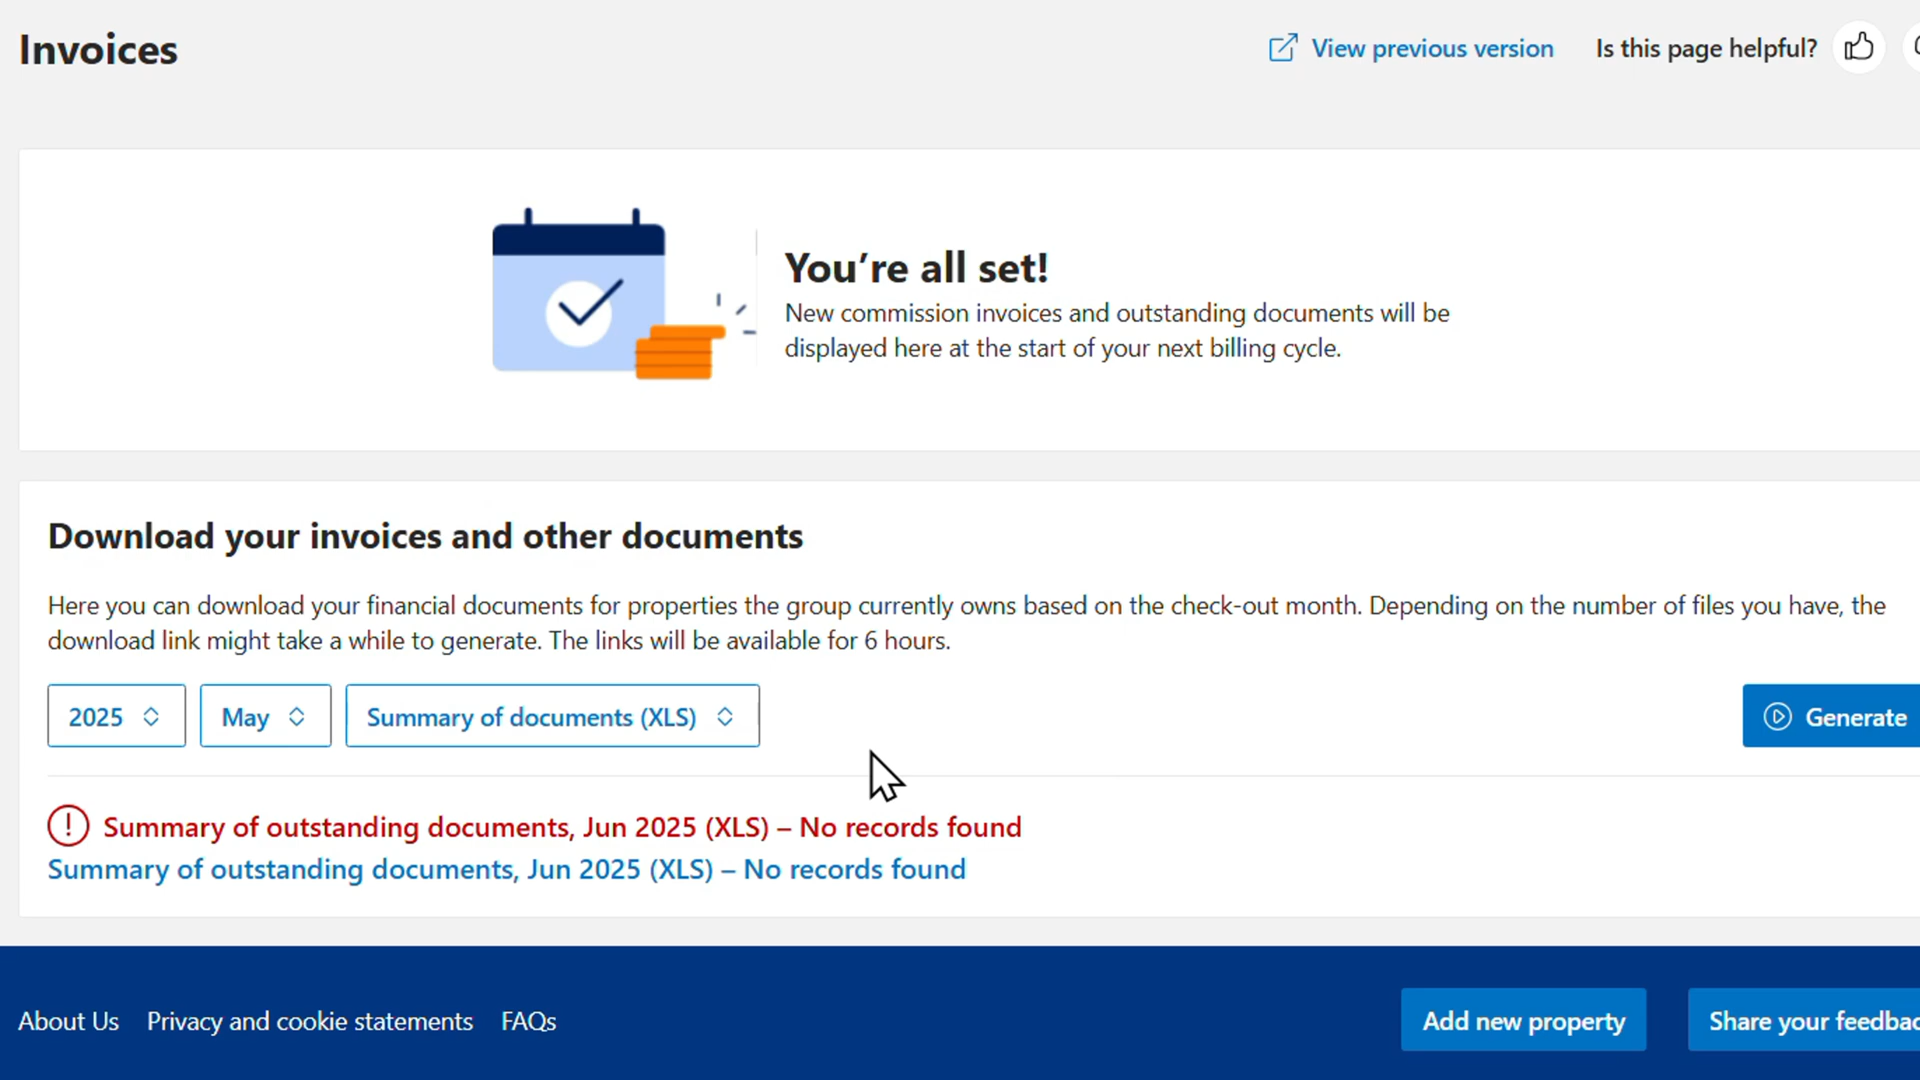 Invoices
View previous version
Is this page helpful?
You're all set!
New commission invoices and outstanding documents will be
displayed here at the start of your next billing cycle.
Download your invoices and other documents
Here you can download your financial documents for properties the group currently owns based on the check-out month. Depending on the number of files you have, the
download link might take a while to generate. The links will be available for 6 hours.
2025
May
Summary of documents (XLS)
Generate
Summary of outstanding documents, Jun 2025 (XLS) – No records found
Summary of outstanding documents, Jun 2025 (XLS) – No records found
About Us
Privacy and cookie statements
FAQs
Add new property
Share your feedbac